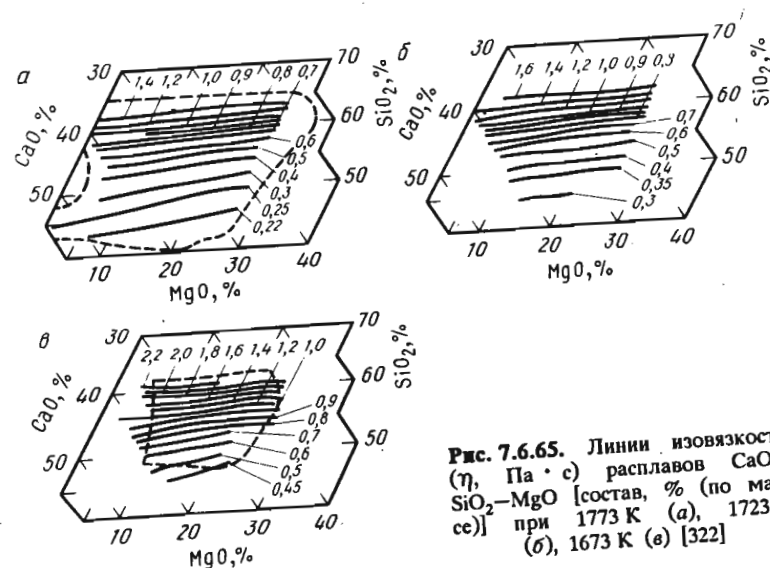 а
30
1,4 1,2 1,0 0,9 0,8 0,7
70
CaO, %
40
50
SiO₂, %
60
50
0,6
0,5
0,4
0,3
0,25
0,22
10 20 30 40
MgO, %
б
30
1,6 1,4 1,2 1,0 0,9 0,3
70
CaO, %
40
50
SiO₂, %
60
50
0,7
0,6
0,5
0,4
0,35
0,3
10 20 30 40
MgO, %
в
30
2,2 2,0 1,8 1,6 1,4 1,2 1,0
70
CaO, %
40
50
SiO₂, %
60
50
0,9
0,8
0,7
0,6
0,5
0,45
10 20 30 40
MgO, %
Рис. 7.6.65. Линии изовязкост
(η, Па · с) расплавов CaO
SiO₂—MgO [состав, % (по ма
се)] при 1773 К (а), 1723
(б), 1673 К (в) [322]